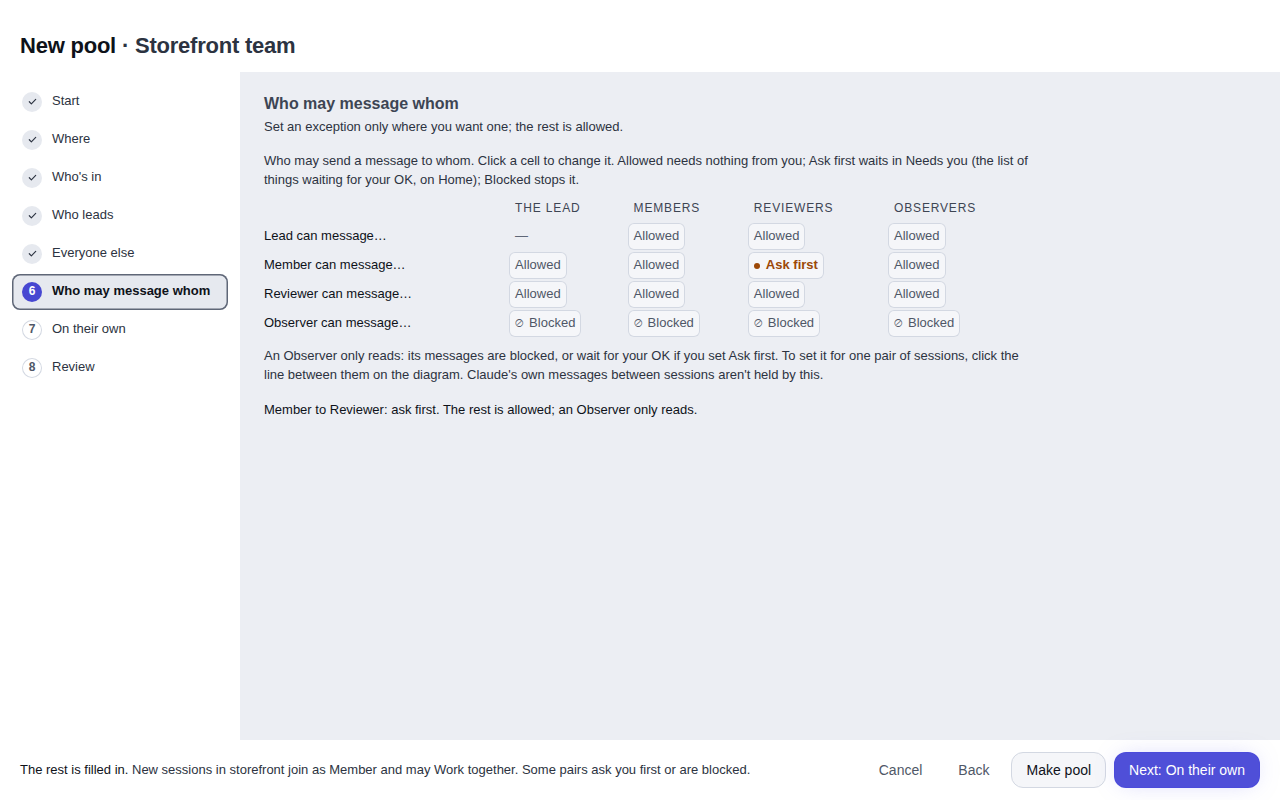 New pool · Storefront team
Start
Where
Who's in
Who leads
Everyone else
6 Who may message whom
7 On their own
8 Review
Who may message whom
Set an exception only where you want one; the rest is allowed.
Who may send a message to whom. Click a cell to change it. Allowed needs nothing from you; Ask first waits in Needs you (the list of
things waiting for your OK, on Home); Blocked stops it.
THE LEAD MEMBERS REVIEWERS OBSERVERS
Lead can message… — Allowed Allowed Allowed
Member can message… Allowed Allowed Ask first Allowed
Reviewer can message… Allowed Allowed Allowed Allowed
Observer can message… Blocked Blocked Blocked Blocked
An Observer only reads: its messages are blocked, or wait for your OK if you set Ask first. To set it for one pair of sessions, click the
line between them on the diagram. Claude's own messages between sessions aren't held by this.
Member to Reviewer: ask first. The rest is allowed; an Observer only reads.
The rest is filled in. New sessions in storefront join as Member and may Work together. Some pairs ask you first or are blocked.
Cancel Back Make pool Next: On their own